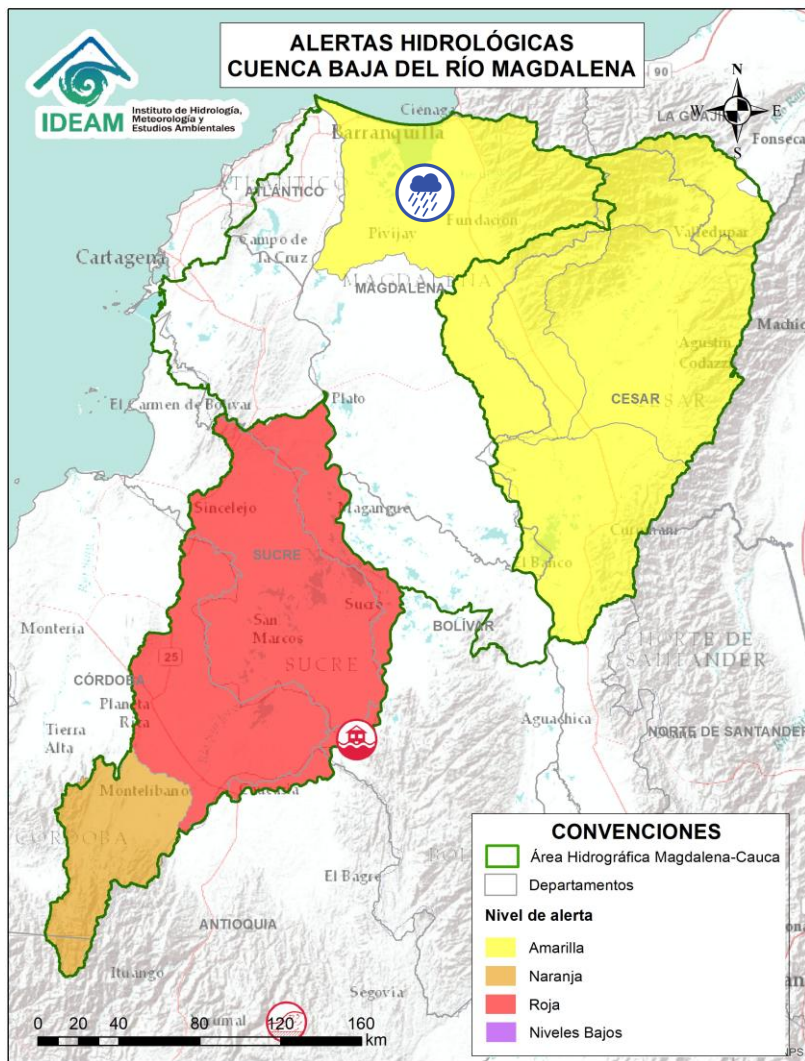 ALERTAS HIDROLÓGICAS
CUENCA BAJA DEL RÍO MAGDALENA
IDEAM
Instituto de Hidrología,
Meteorología y
Estudios Ambientales
N
W
E
S
90
LA GUAJI
Fonseca
Ciénaga
Barranquilla
ATLÁNTICO
Pivijay
Fundación
Valledupar
Cartagena
Campo de
la Cruz
MAGDALENA
Machiq
Agustín
Codazzi
CESAR
El Carmen de Bolívar
Plato
Sincelejo
Magangué
SUCRE
El Banco
San
Marcos
Sucre
BOLÍVAR
Montería
SUCRE
NORTE DE
SANTANDER
25
CÓRDOBA
Planeta
Rica
Aguachica
NORTE DE SANTANDER
Tierra
Alta
Montelíbano
El Bagre
ANTIOQUIA
Ituango
Segovia
CONVENCIONES
Área Hidrográfica Magdalena-Cauca
Departamentos
Nivel de alerta
Amarilla
Naranja
Roja
Niveles Bajos
0 20 40 80 120 160
km